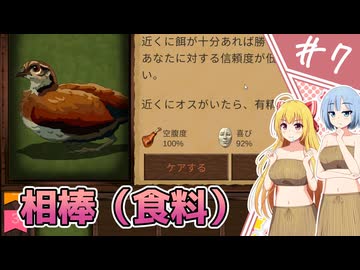 近くに餌が十分あれば勝
あなたに対する信頼度が低
い。
近くにオスがいたら、有精
空腹度
100%
喜び
92%
ケアする
#7
相棒（食料）